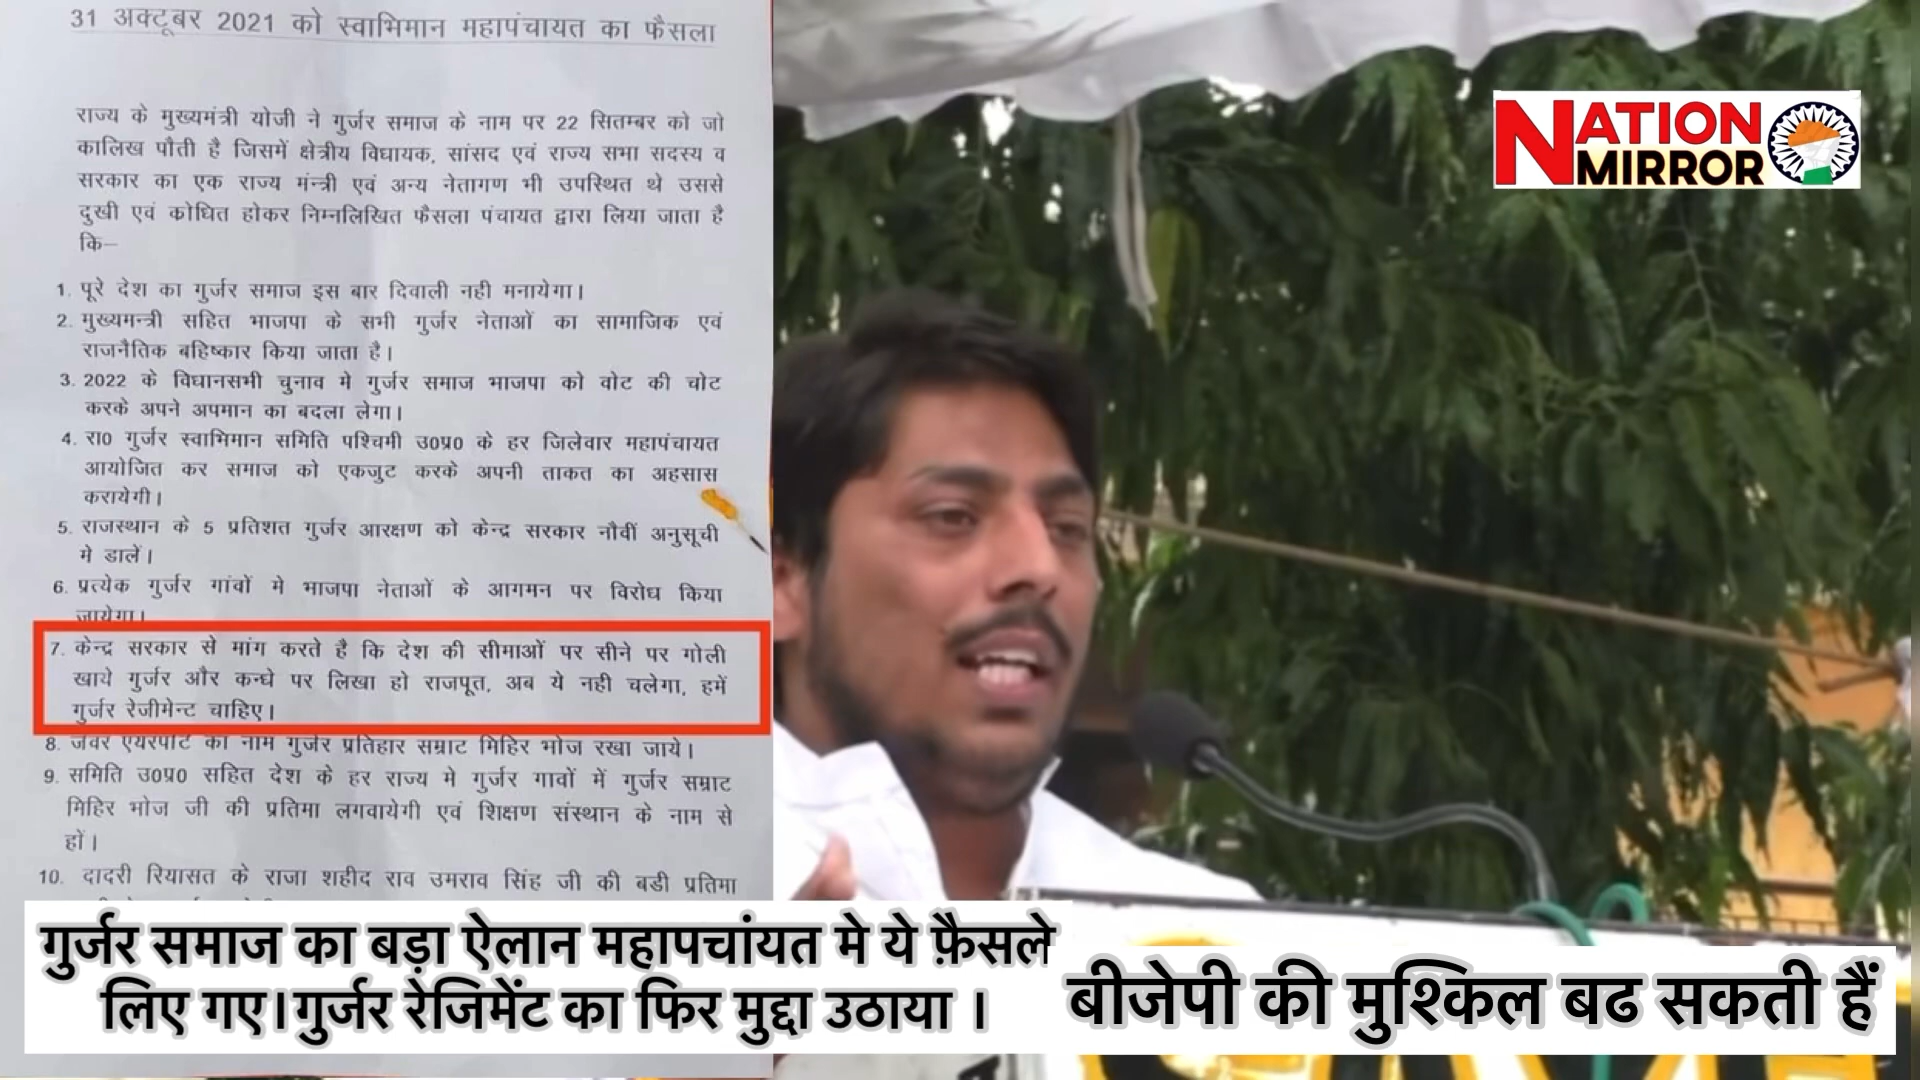 31 अक्टूबर 2021 को स्वाभिमान महापंचायत का फैसला
राज्य के मुख्यमंत्री योजी ने गुर्जर समाज के नाम पर 22 सितम्बर को जो
कालिख पौती है जिसमें क्षेत्रीय विधायक, सांसद एवं राज्य सभा सदस्य व
सरकार का एक राज्य मंन्त्री एवं अन्य नेतागण भी उपस्थित थे उससे
दुखी एवं कोधित होकर निम्नलिखित फैसला पंचायत द्वारा लिया जाता है
कि–
1. पूरे देश का गुर्जर समाज इस बार दिवाली नही मनायेगा।
2. मुख्यमन्त्री सहित भाजपा के सभी गुर्जर नेताओं का सामाजिक एवं
राजनैतिक बहिष्कार किया जाता है।
3. 2022 के विधानसभी चुनाव मे गुर्जर समाज भाजपा को वोट की चोट
करके अपने अपमान का बदला लेगा।
4. रा0 गुर्जर स्वाभिमान समिति पश्चिमी उ0प्र0 के हर जिलेवार महापंचायत
आयोजित कर समाज को एकजुट करके अपनी ताकत का अहसास
करायेगी।
5. राजस्थान के 5 प्रतिशत गुर्जर आरक्षण को केन्द्र सरकार नौवीं अनुसूची
मे डालें।
6. प्रत्येक गुर्जर गांवों मे भाजपा नेताओं के आगमन पर विरोध किया
जायेगा।
7. केन्द्र सरकार से मांग करते है कि देश की सीमाओं पर सीने पर गोली
खाये गुर्जर और कन्धे पर लिखा हो राजपूत, अब ये नही चलेगा, हमें
गुर्जर रेजीमेन्ट चाहिए।
8. जेवर एयरपोर्ट का नाम गुर्जर प्रतिहार सम्राट मिहिर भोज रखा जाये।
9. समिति उ0प्र0 सहित देश के हर राज्य मे गुर्जर गावों में गुर्जर सम्राट
मिहिर भोज जी की प्रतिमा लगवायेगी एवं शिक्षण संस्थान के नाम से
हों।
10. दादरी रियासत के राजा शहीद राव उमराव सिंह जी की बडी प्रतिमा
NATION
MIRROR
गुर्जर समाज का बड़ा ऐलान महापचांयत मे ये फ़ैसले
लिए गए।गुर्जर रेजिमेंट का फिर मुद्दा उठाया ।
बीजेपी की मुश्किल बढ सकती हैं